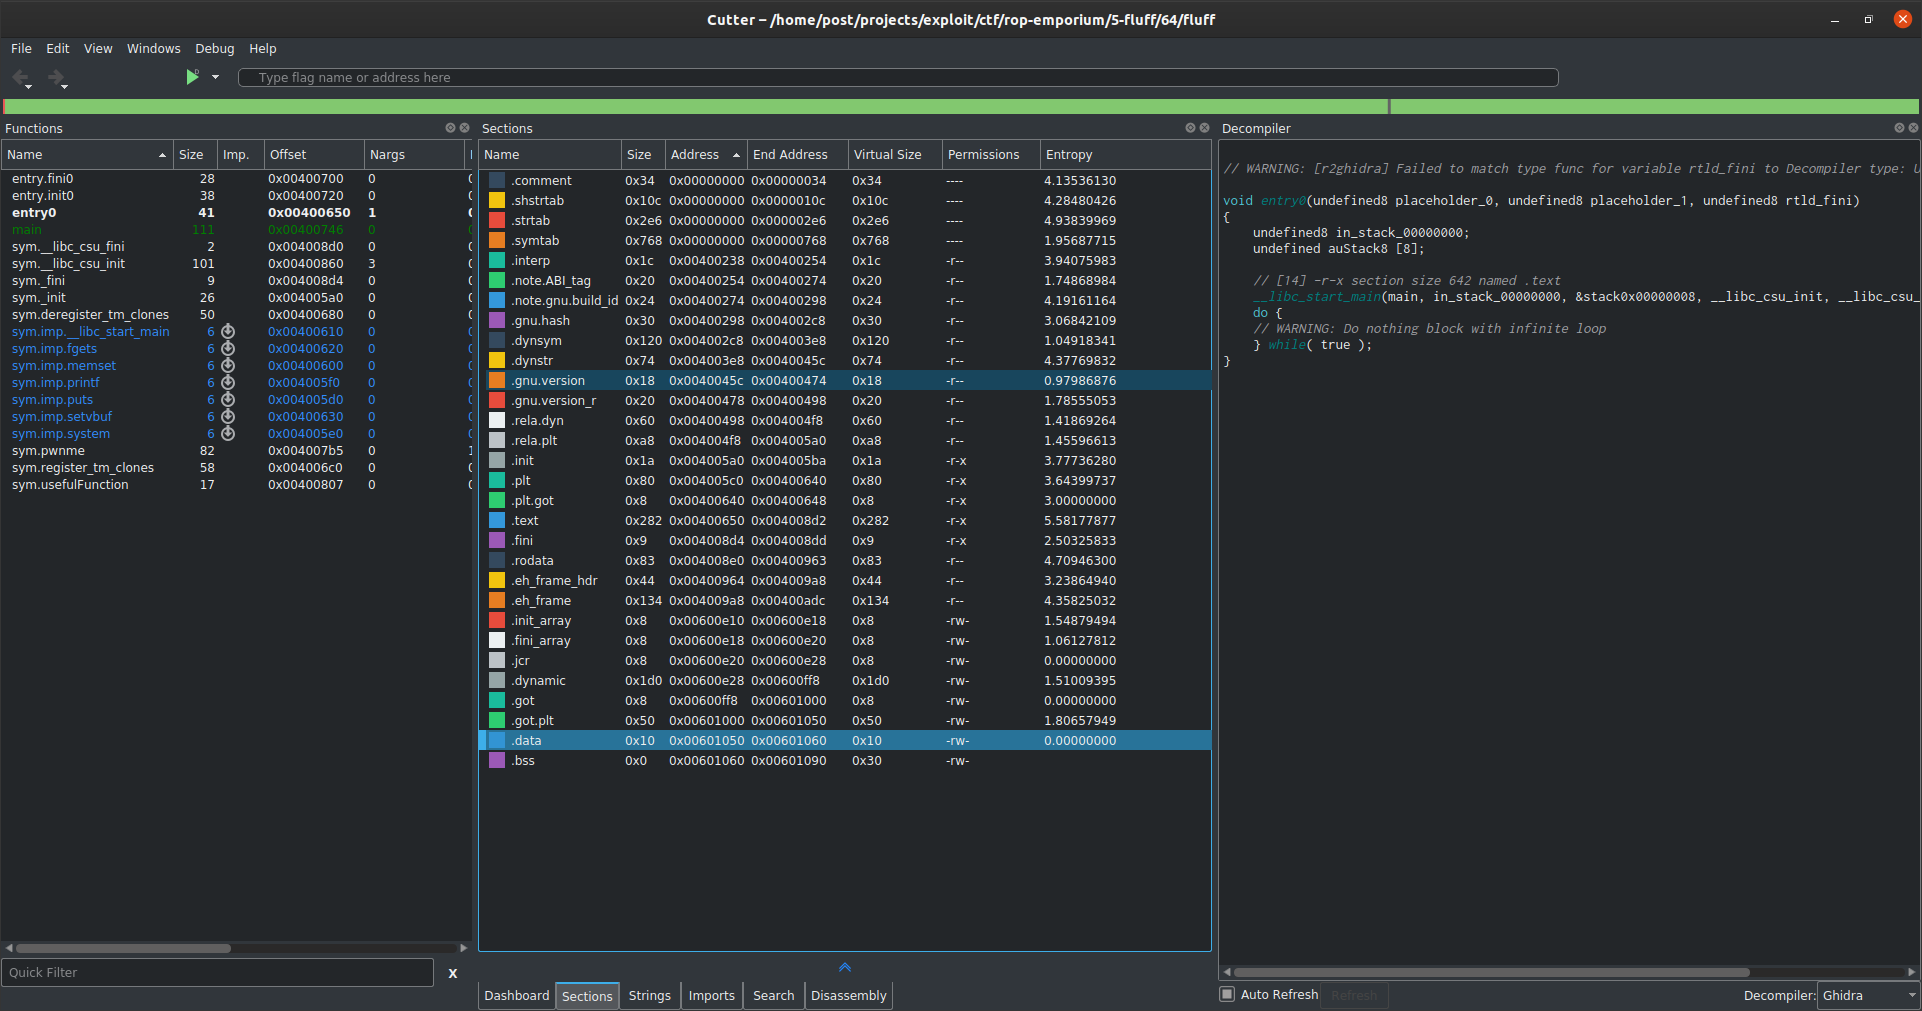 Cutter – /home/post/projects/exploit/ctf/rop-emporium/5-fluff/64/fluff
File Edit View Windows Debug Help
Type flag name or address here
Functions
Name Size Imp. Offset Nargs
entry.fini0 28 0x00400700 0
entry.init0 38 0x00400720 0
entry0 41 0x00400650 1
main 111 0x00400746 0
sym.__libc_csu_fini 2 0x004008d0 0
sym.__libc_csu_init 101 0x00400860 3
sym._fini 9 0x004008d4 0
sym._init 26 0x004005a0 0
sym.deregister_tm_clones 50 0x00400680 0
sym.imp.__libc_start_main 6 0x00400610 0
sym.imp.fgets 6 0x00400620 0
sym.imp.memset 6 0x00400600 0
sym.imp.printf 6 0x004005f0 0
sym.imp.puts 6 0x004005d0 0
sym.imp.setvbuf 6 0x00400630 0
sym.imp.system 6 0x004005e0 0
sym.pwnme 82 0x004007b5 0
sym.register_tm_clones 58 0x004006c0 0
sym.usefulFunction 17 0x00400807 0
Quick Filter X
Sections
Name Size Address End Address Virtual Size Permissions Entropy
.comment 0x34 0x00000000 0x00000034 0x34 ---- 4.13536130
.shstrtab 0x10c 0x00000000 0x0000010c 0x10c ---- 4.28480426
.strtab 0x2e6 0x00000000 0x000002e6 0x2e6 ---- 4.93839969
.symtab 0x768 0x00000000 0x00000768 0x768 ---- 1.95687715
.interp 0x1c 0x00400238 0x00400254 0x1c -r-- 3.94075983
.note.ABI_tag 0x20 0x00400254 0x00400274 0x20 -r-- 1.74868984
.note.gnu.build_id 0x24 0x00400274 0x00400298 0x24 -r-- 4.19161164
.gnu.hash 0x30 0x00400298 0x004002c8 0x30 -r-- 3.06842109
.dynsym 0x120 0x004002c8 0x004003e8 0x120 -r-- 1.04918341
.dynstr 0x74 0x004003e8 0x0040045c 0x74 -r-- 4.37769832
.gnu.version 0x18 0x0040045c 0x00400474 0x18 -r-- 0.97986876
.gnu.version_r 0x20 0x00400478 0x00400498 0x20 -r-- 1.78555053
.rela.dyn 0x60 0x00400498 0x004004f8 0x60 -r-- 1.41869264
.rela.plt 0xa8 0x004004f8 0x004005a0 0xa8 -r-- 1.45596613
.init 0x1a 0x004005a0 0x004005ba 0x1a -r-x 3.77736280
.plt 0x80 0x004005c0 0x00400640 0x80 -r-x 3.64399737
.plt.got 0x8 0x00400640 0x00400648 0x8 -r-x 3.00000000
.text 0x282 0x00400650 0x004008d2 0x282 -r-x 5.58177877
.fini 0x9 0x004008d4 0x004008dd 0x9 -r-x 2.50325833
.rodata 0x83 0x004008e0 0x00400963 0x83 -r-- 4.70946300
.eh_frame_hdr 0x44 0x00400964 0x004009a8 0x44 -r-- 3.23864940
.eh_frame 0x134 0x004009a8 0x00400adc 0x134 -r-- 4.35825032
.init_array 0x8 0x00600e10 0x00600e18 0x8 -rw- 1.54879494
.fini_array 0x8 0x00600e18 0x00600e20 0x8 -rw- 1.06127812
.jcr 0x8 0x00600e20 0x00600e28 0x8 -rw- 0.00000000
.dynamic 0x1d0 0x00600e28 0x00600ff8 0x1d0 -rw- 1.51009395
.got 0x8 0x00600ff8 0x00601000 0x8 -rw- 0.00000000
.got.plt 0x50 0x00601000 0x00601050 0x50 -rw- 1.80657949
.data 0x10 0x00601050 0x00601060 0x10 -rw- 0.00000000
.bss 0x0 0x00601060 0x00601090 0x30 -rw-
Dashboard Sections Strings Imports Search Disassembly
Decompiler
// WARNING: [r2ghidra] Failed to match type func for variable rtld_fini to Decompiler type: U
void entry0(undefined8 placeholder_0, undefined8 placeholder_1, undefined8 rtld_fini)
{
undefined8 in_stack_00000000;
undefined auStack8 [8];
// [14] -r-x section size 642 named .text
__libc_start_main(main, in_stack_00000000, &stack0x00000008, __libc_csu_init, __libc_csu_
do {
// WARNING: Do nothing block with infinite loop
} while( true );
}
Auto Refresh Refresh Decompiler: Ghidra